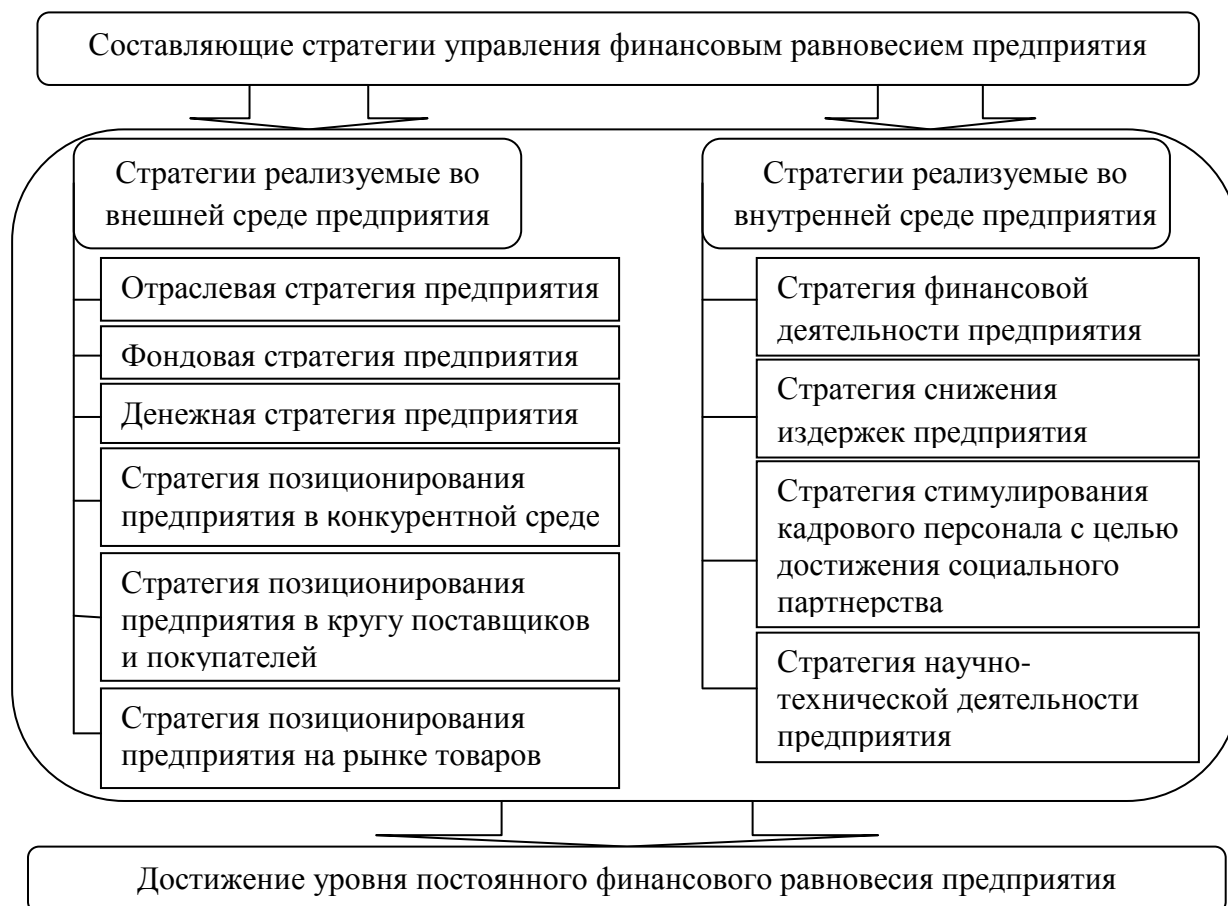 Составляющие стратегии управления финансовым равновесием предприятия
Стратегии реализуемые во
внешней среде предприятия
Отраслевая стратегия предприятия
Фондовая стратегия предприятия
Денежная стратегия предприятия
Стратегия позиционирования
предприятия в конкурентной среде
Стратегия позиционирования
предприятия в кругу поставщиков
и покупателей
Стратегия позиционирования
предприятия на рынке товаров
Стратегии реализуемые во
внутренней среде предприятия
Стратегия финансовой
деятельности предприятия
Стратегия снижения
издержек предприятия
Стратегия стимулирования
кадрового персонала с целью
достижения социального
партнерства
Стратегия научно-
технической деятельности
предприятия
Достижение уровня постоянного финансового равновесия предприятия